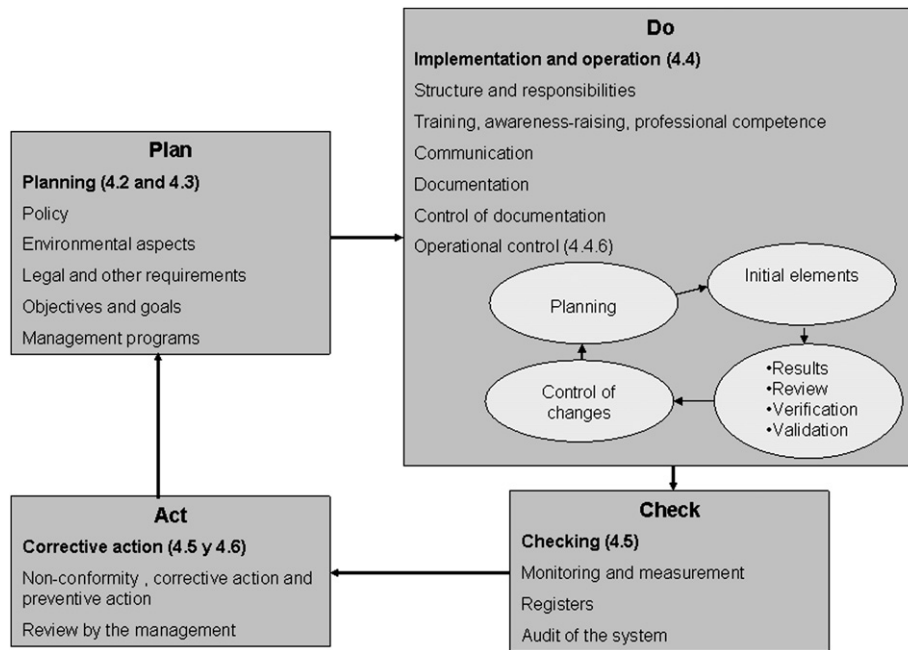 Plan
Planning (4.2 and 4.3)
Policy
Environmental aspects
Legal and other requirements
Objectives and goals
Management programs
Do
Implementation and operation (4.4)
Structure and responsibilities
Training, awareness-raising, professional competence
Communication
Documentation
Control of documentation
Operational control (4.4.6)
Planning
Initial elements
•Results
•Review
•Verification
•Validation
Control of
changes
Check
Checking (4.5)
Monitoring and measurement
Registers
Audit of the system
Act
Corrective action (4.5 y 4.6)
Non-conformity , corrective action and
preventive action
Review by the management